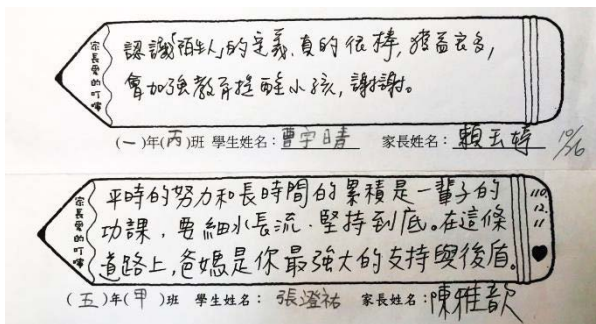 家長愛的叮嚀
認識「陌生人」的定義,真的很棒,獲益良多,
會加強教育提醒小孩,謝謝。
(一)年(丙)班 學生姓名:曹宇晴 家長姓名:賴玉婷 10/26
家長愛的叮嚀
平時的努力和長時間的累積是一輩子的
功課,要細水長流、堅持到底。在這條
道路上,爸媽是你最強大的支持與後盾。
110.
12.
11
(五)年(甲)班 學生姓名:張澄祐 家長姓名:陳雅歆